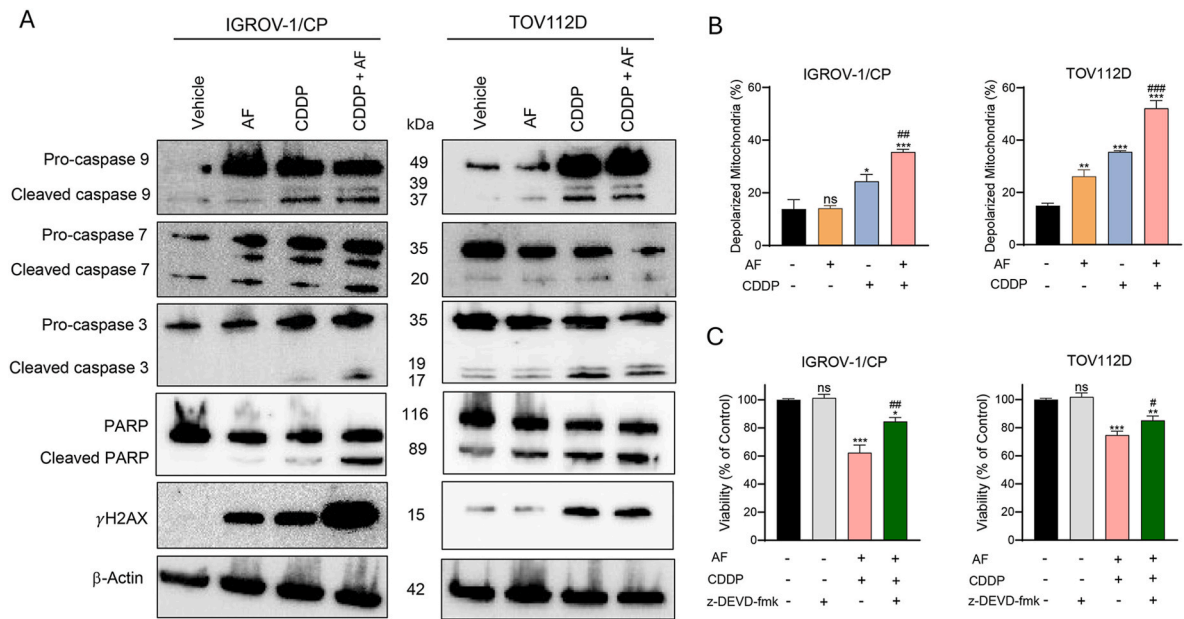 A
IGROV-1/CP
TOV112D
Vehicle
AF
CDDP
CDDP + AF
kDa
Vehicle
AF
CDDP
CDDP + AF
Pro-caspase 9
49
39
Cleaved caspase 9
37
Pro-caspase 7
35
Cleaved caspase 7
20
Pro-caspase 3
35
19
Cleaved caspase 3
17
PARP
116
Cleaved PARP
89
γH2AX
15
β-Actin
42
B
IGROV-1/CP
Depolarized Mitochondria (%)
60
40
20
0
ns
*
##
***
AF - + - +
CDDP - - + +
TOV112D
Depolarized Mitochondria (%)
60
40
20
0
**
***
###
***
AF - + - +
CDDP - - + +
C
IGROV-1/CP
Viability (% of Control)
100
80
60
40
20
0
ns
***
##
*
AF - - + +
CDDP - - + +
z-DEVD-fmk - + - +
TOV112D
Viability (% of Control)
100
80
60
40
20
0
ns
***
#
**
AF - - + +
CDDP - - + +
z-DEVD-fmk - + - +